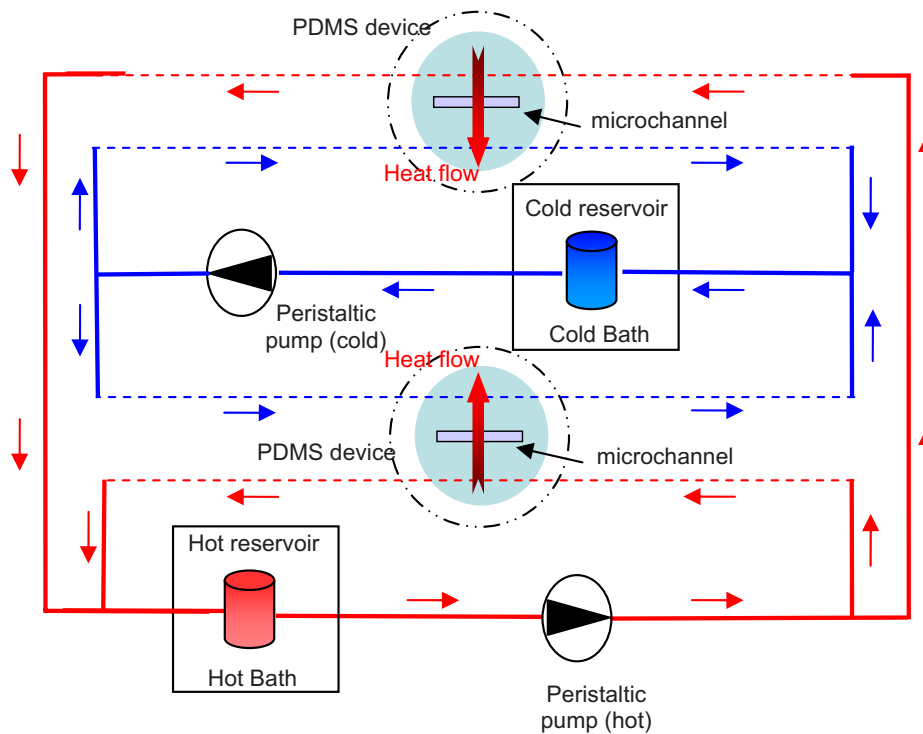 PDMS device
microchannel
Heat flow
Cold reservoir
Cold Bath
Peristaltic
pump (cold)
Heat flow
PDMS device
microchannel
Hot reservoir
Hot Bath
Peristaltic
pump (hot)